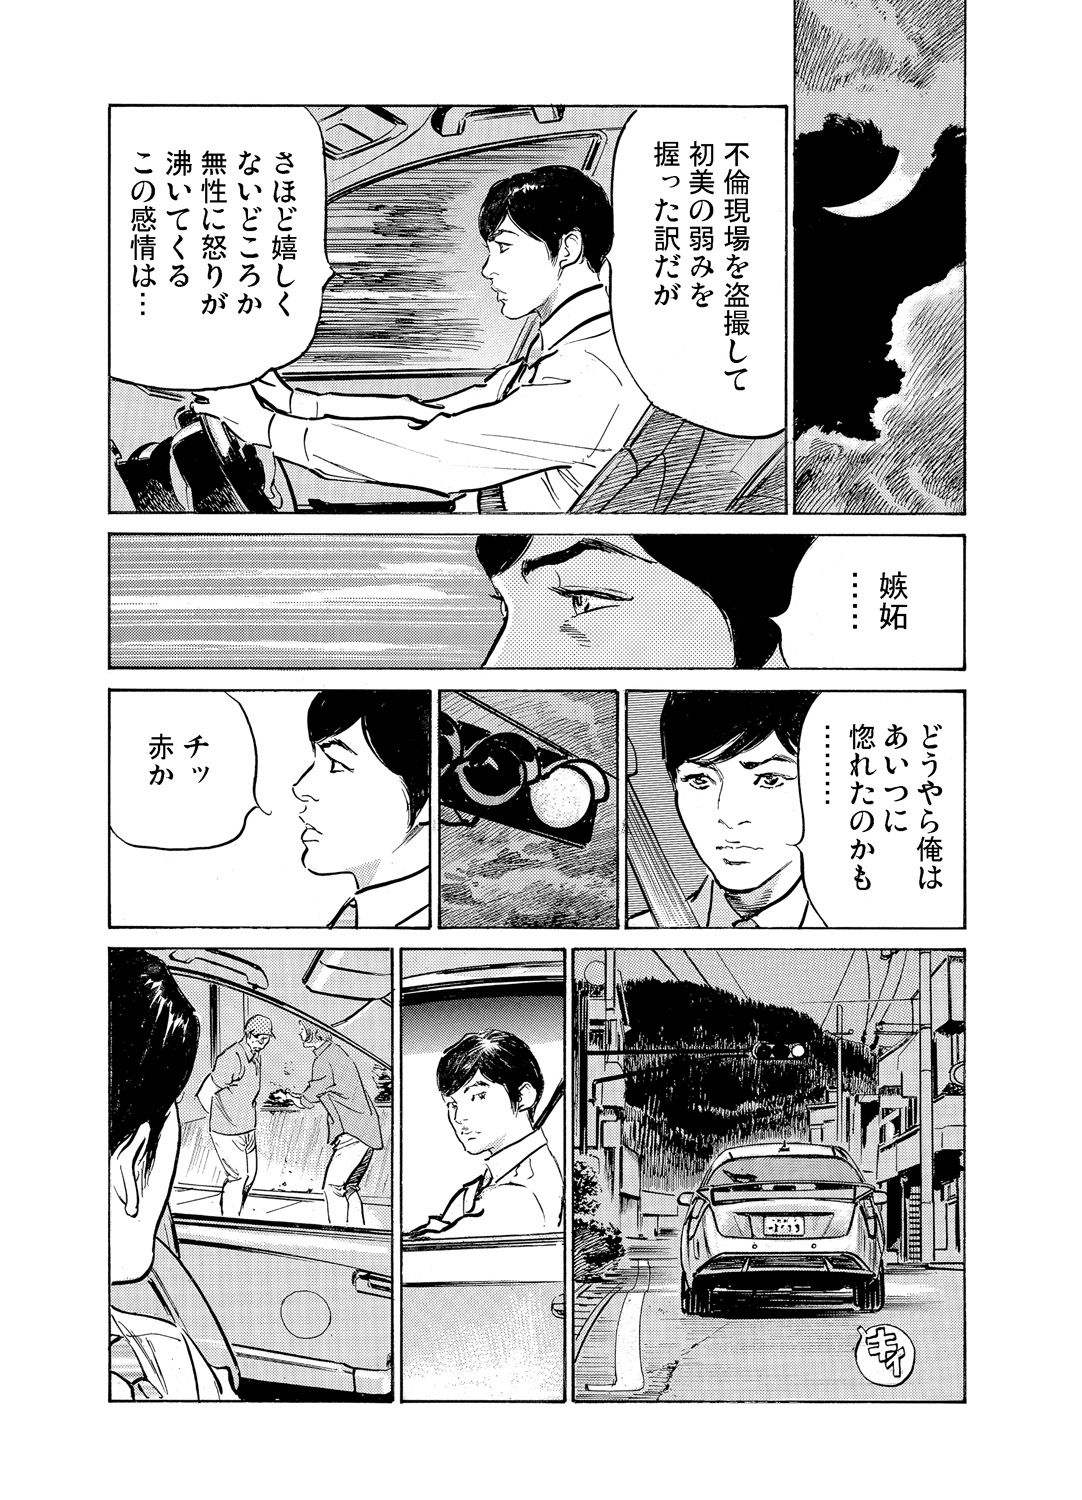 不倫現場を盗撮して
初美の弱みを
握った訳だが
さほど嬉しく
ないどころか
無性に怒りが
沸いてくる
この感情は…
嫉妬
……
どうやら俺は
あいつに
惚れたのかも
………
チッ
赤か
キィ